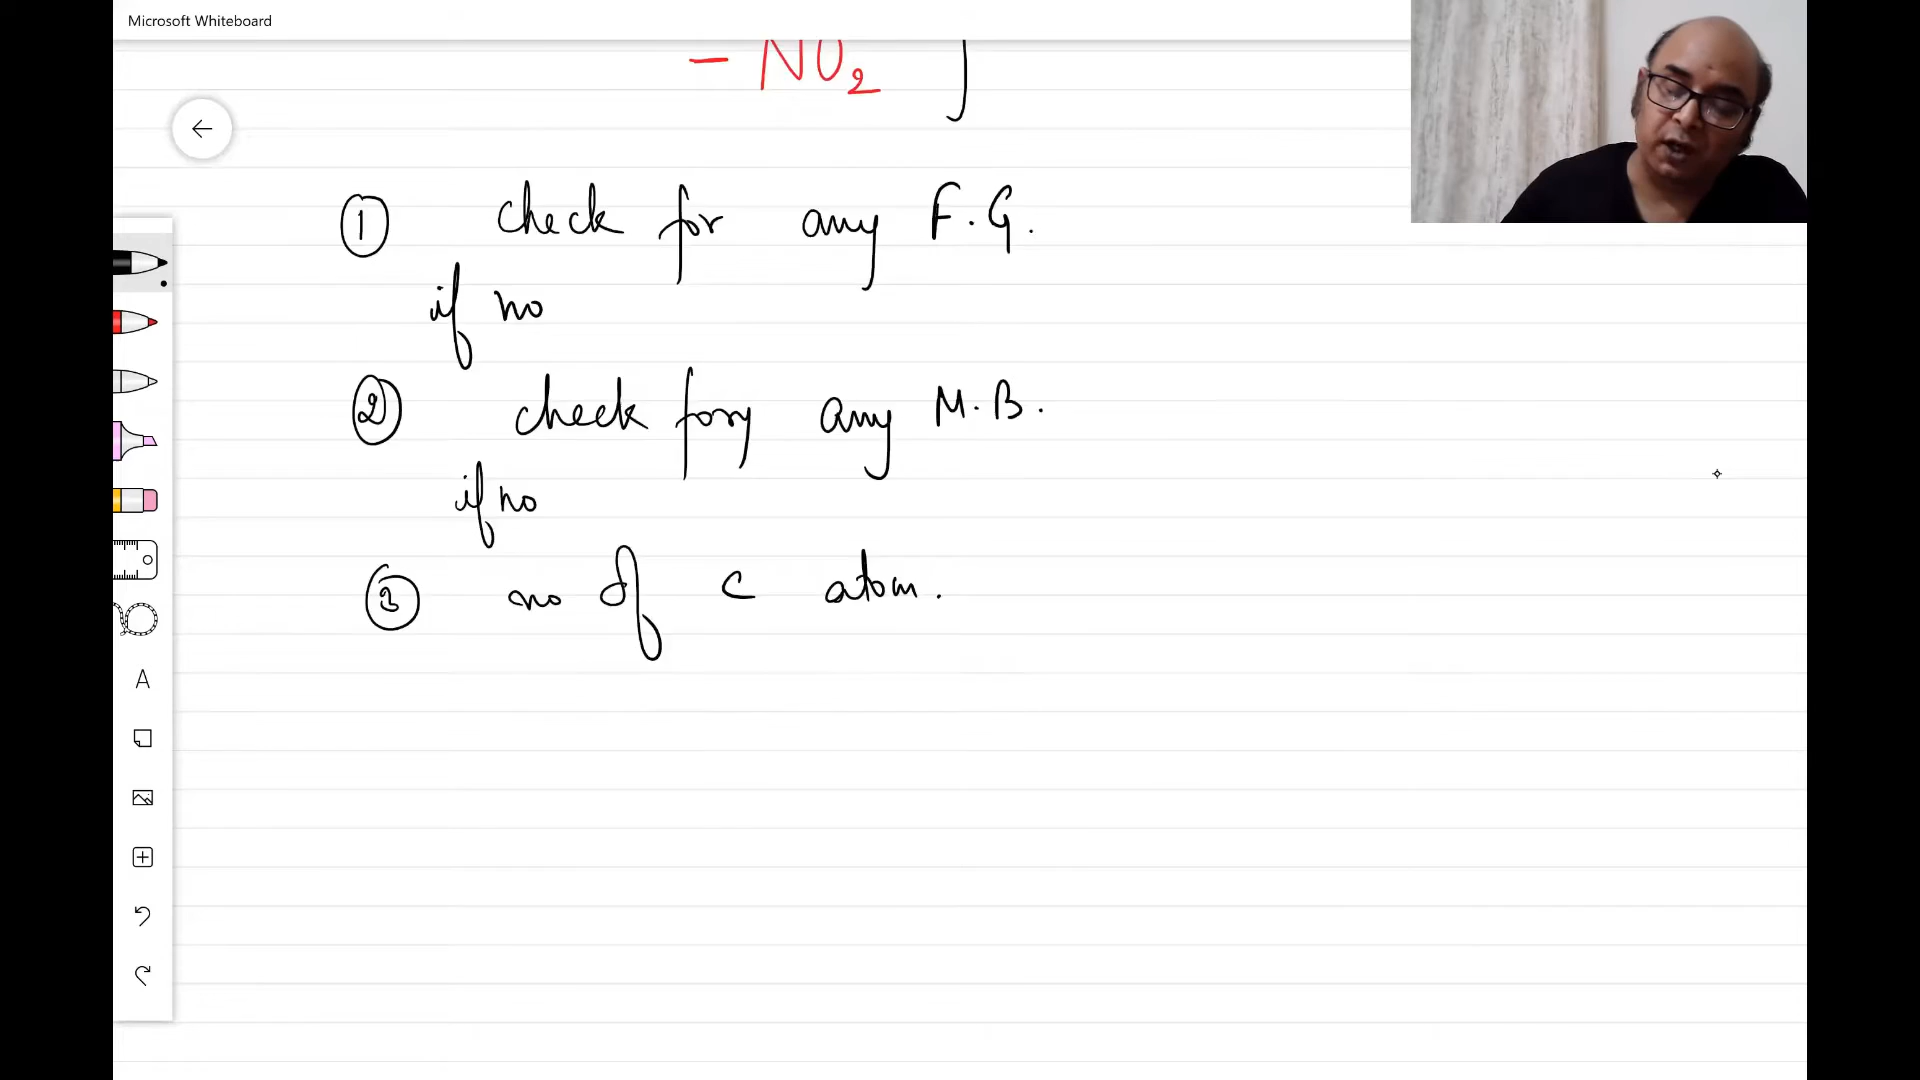 Microsoft Whiteboard
- NO₂
① check for any F.G.
if no
② check for any M.B.
if no
③ no of C atom.
A